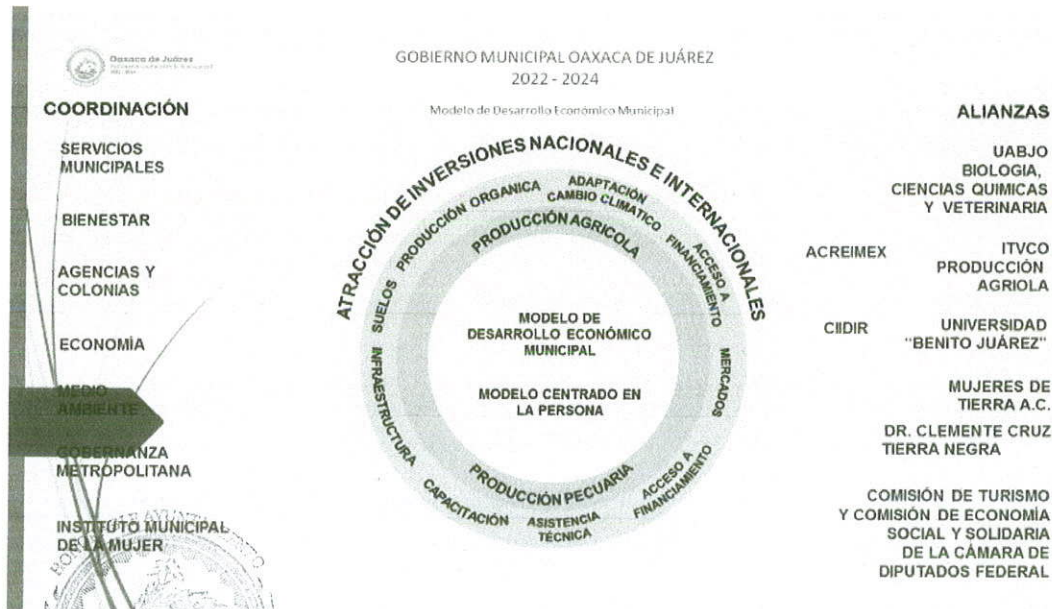 Oaxaca de Juárez
GOBIERNO MUNICIPAL OAXACA DE JUÁREZ
2022 - 2024
Modelo de Desarrollo Económico Municipal
COORDINACIÓN
SERVICIOS
MUNICIPALES
BIENESTAR
AGENCIAS Y
COLONIAS
ECONOMÍA
MEDIO
AMBIENTE
GOBERNANZA
METROPOLITANA
INSTITUTO MUNICIPAL
DE LA MUJER
ATRACCIÓN DE INVERSIONES NACIONALES E INTERNACIONALES
SUELOS
PRODUCCIÓN ORGANICA
ADAPTACIÓN
CAMBIO CLIMATICO
ACCESO A
FINANCIAMIENTO
MERCADOS
ACCESO A
FINANCIAMIENTO
ASISTENCIA
TÉCNICA
CAPACITACIÓN
INFRAESTRUCTURA
PRODUCCIÓN AGRICOLA
MODELO DE
DESARROLLO ECONÓMICO
MUNICIPAL
MODELO CENTRADO EN
LA PERSONA
PRODUCCIÓN PECUARIA
ALIANZAS
UABJO
BIOLOGIA,
CIENCIAS QUIMICAS
Y VETERINARIA
ACREIMEX
ITVCO
PRODUCCIÓN
AGRIOLA
CIIDIR
UNIVERSIDAD
"BENITO JUÁREZ"
MUJERES DE
TIERRA A.C.
DR. CLEMENTE CRUZ
TIERRA NEGRA
COMISIÓN DE TURISMO
Y COMISIÓN DE ECONOMÍA
SOCIAL Y SOLIDARIA
DE LA CÁMARA DE
DIPUTADOS FEDERAL